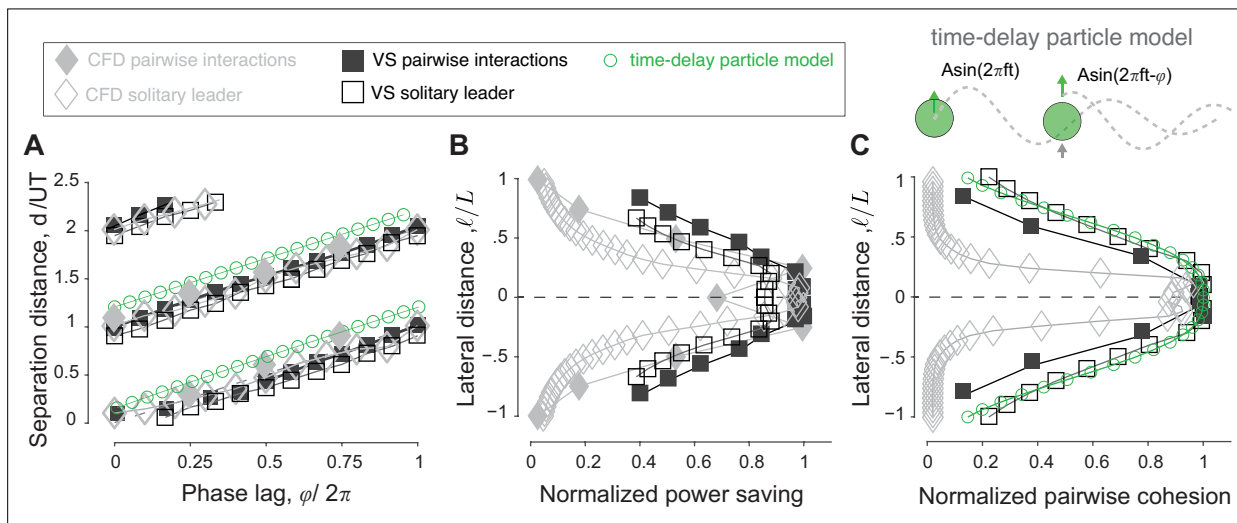 CFD pairwise interactions
CFD solitary leader
VS pairwise interactions
VS solitary leader
time-delay particle model
time-delay particle model
Asin(2πft)
Asin(2πft-φ)
A
Separation distance, d/UT
2.5
2
1.5
1
0.5
0
0 0.25 0.5 0.75 1
Phase lag, φ/ 2π
B
Lateral distance ,ℓ/L
1
.5
0
-.5
-1
0 0.2 0.4 0.6 0.8 1.0
Normalized power saving
C
Lateral distance ,ℓ/L
1
.5
0
-.5
-1
0 0.2 0.4 0.6 0.8 1
Normalized pairwise cohesion